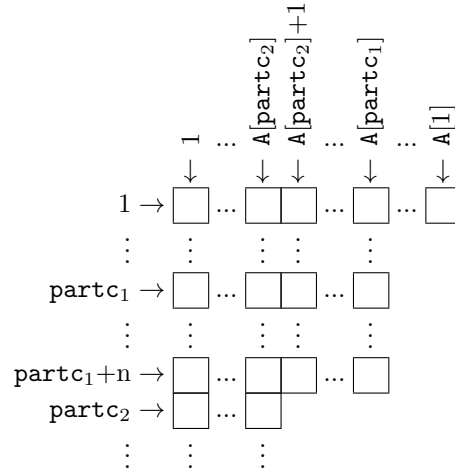 1 ... A[partc₂] A[partc₂]+1 ... A[partc₁] ... A[1]
↓ ↓ ↓ ↓ ↓
1 → ... ... ...
⋮ ⋮ ⋮ ⋮ ⋮
partc₁ → ... ...
⋮ ⋮ ⋮ ⋮ ⋮
partc₁+n → ... ...
partc₂ → ...
⋮ ⋮ ⋮